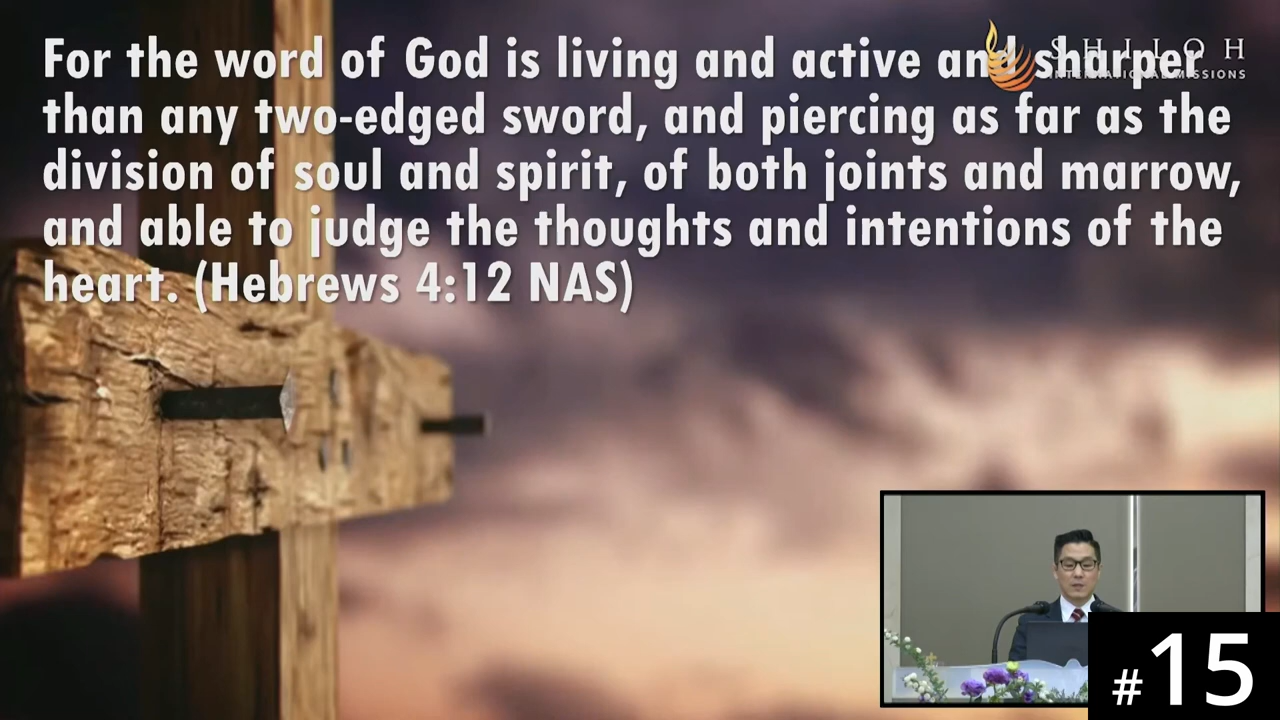 For the word of God is living and active and sharper
than any two-edged sword, and piercing as far as the
division of soul and spirit, of both joints and marrow,
and able to judge the thoughts and intentions of the
heart. (Hebrews 4:12 NAS)
SHILOH
INTERNATIONAL MISSIONS
#15